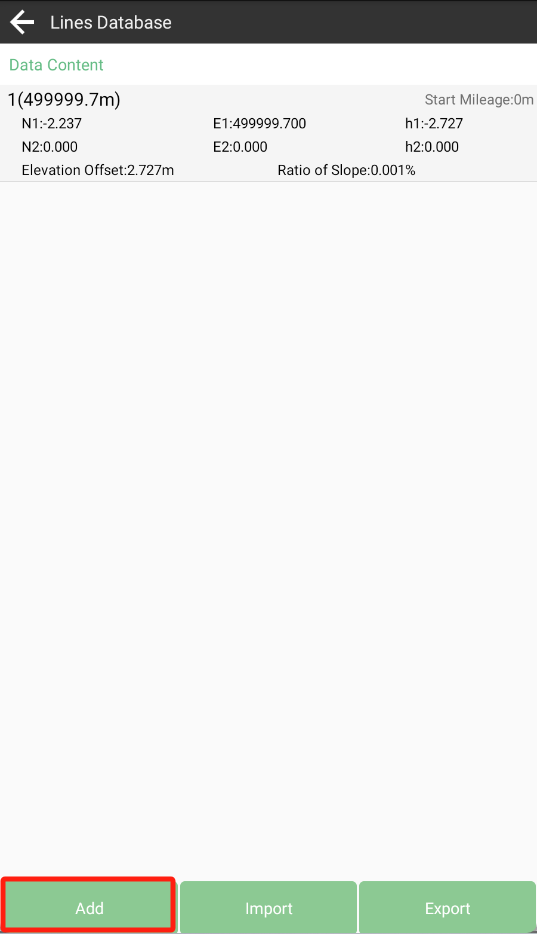 Lines Database
Data Content
1(499999.7m) Start Mileage:0m
N1:-2.237 E1:499999.700 h1:-2.727
N2:0.000 E2:0.000 h2:0.000
Elevation Offset:2.727m Ratio of Slope:0.001%
Add Import Export